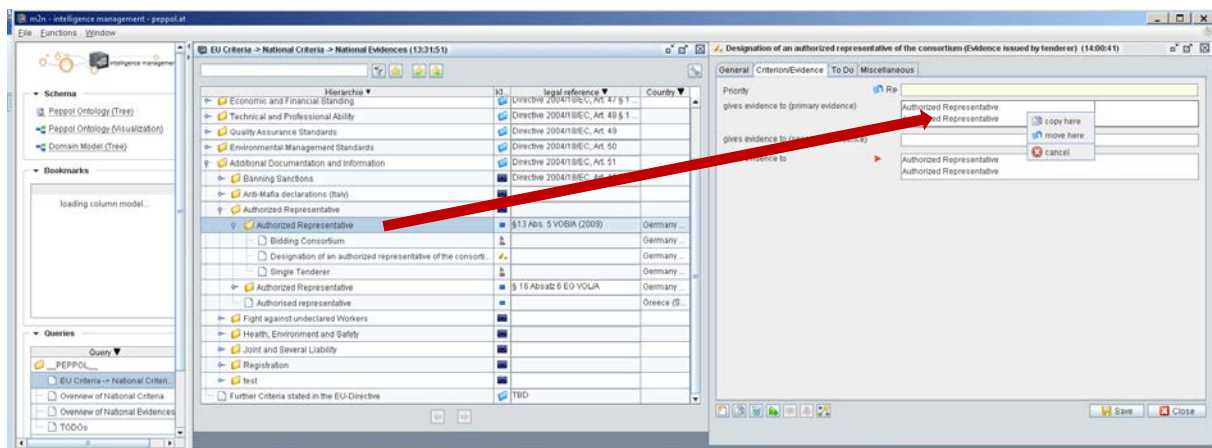 m2n - intelligence management - peppol.at
File Functions Window
intelligence manageme
Schema
Peppol Ontology (Tree)
Peppol Ontology (Visualization)
Domain Model (Tree)
Bookmarks
loading column model...
Queries
Query
__PEPPOL__
EU Criteria -> National Criteri...
Overview of National Criteria
Overview of National Evidences
TODOs
EU Criteria -> National Criteria -> National Evidences (13:31:51)
Hierarchie legal reference Country
Economic and Financial Standing Directive 2004/18/EC, Art. 47 § 1 ...
Technical and Professional Ability Directive 2004/18/EC, Art. 48 § 1 ...
Quality Assurance Standards Directive 2004/18/EC, Art. 49
Environmental Management Standards Directive 2004/18/EC, Art. 50
Additional Documentation and Information Directive 2004/18/EC, Art. 51
Banning Sanctions Directive 2004/18/EC, Art.
Anti-Mafia declarations (Italy)
Authorized Representative
Authorized Representative §13 Abs. 5 VOB/A (2009) Germany ...
Bidding Consortium Germany ...
Designation of an authorized representative of the consorti... Germany ...
Single Tenderer Germany ...
Authorized Representative § 16 Absatz 6 EG VOL/A Germany ...
Authorised representative Greece (S...
Fight against undeclared Workers
Health, Environment and Safety
Joint and Several Liability
Registration
test
Further Criteria stated in the EU-Directive TBD
Designation of an authorized representative of the consortium (Evidence issued by tenderer) (14:00:41)
General Criterion/Evidence To Do Miscellaneous
Priority Re
gives evidence to (primary evidence) Authorized Representative
Representative
copy here
move here
cancel
gives evidence to
evidence to Authorized Representative
Authorized Representative
Save Close